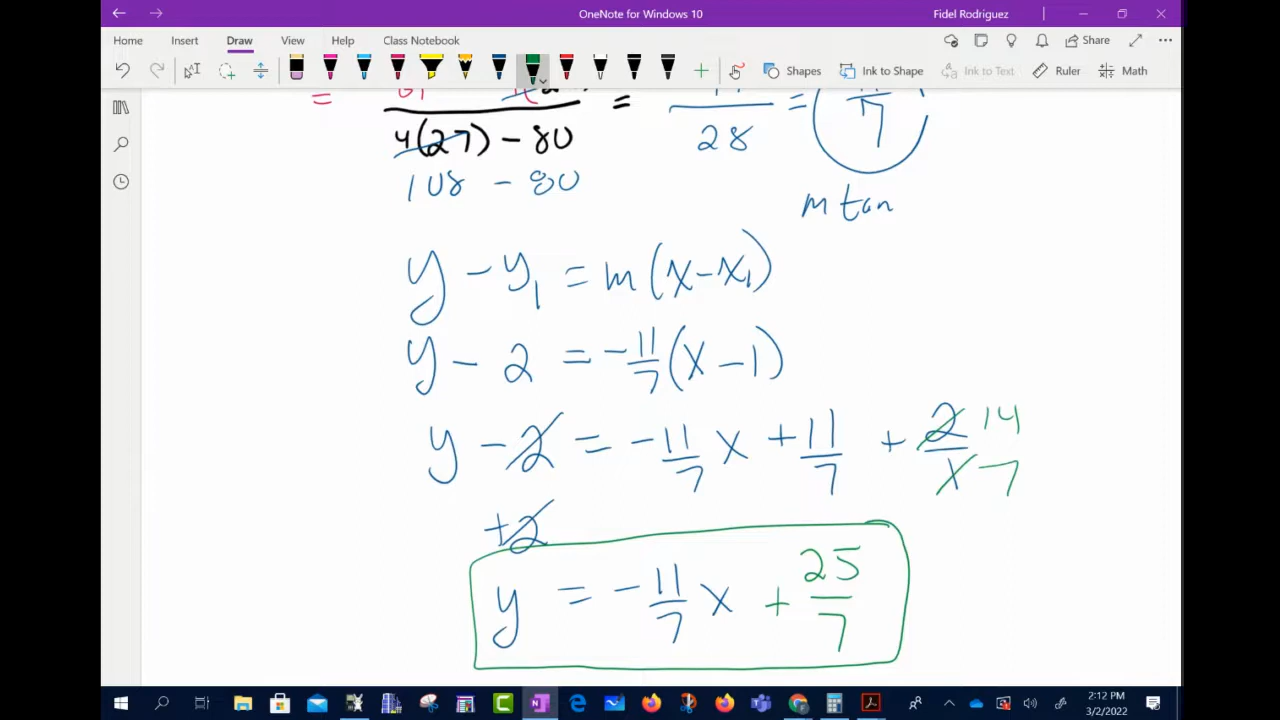 OneNote for Windows 10
Fidel Rodriguez
Home Insert Draw View Help Class Notebook
Share
Shapes Ink to Shape Ink to Text Ruler Math
=
4(27) - 80 = 28 = 7
108 - 80
m tan
y - y₁ = m(x - x₁)
y - 2 = -11/7 (x - 1)
y - 2 = -11/7 x + 11/7 + 2/1 14/7
+2
y = -11/7 x + 25/7
2:12 PM
3/2/2022